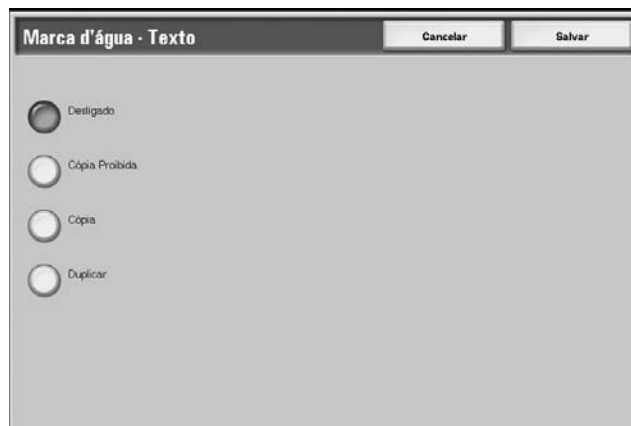 Marca d'água · Texto
Cancelar
Salvar
Desligado
Cópia Proibida
Cópia
Duplicar